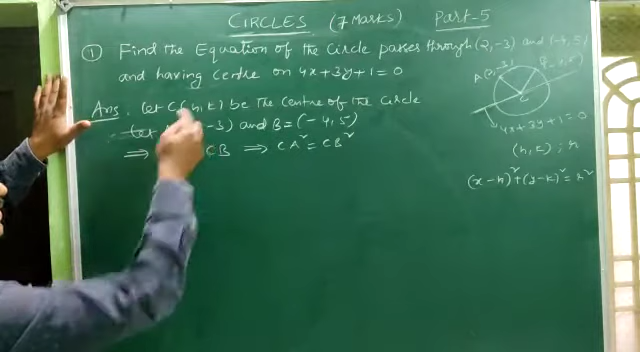 CIRCLES (7 Marks) Part-5
① Find the Equation of the Circle passes through (2,-3) and (-4,5)
and having centre on 4x+3y+1=0
Ans. Let C(h,k) be the Centre of the Circle
Let -3) and B=(-4,5)
⇒ CB ⇒ CA²=CB²
C
4x+3y+1=0
(h,k) ; r
(x-h)²+(y-k)²=r²